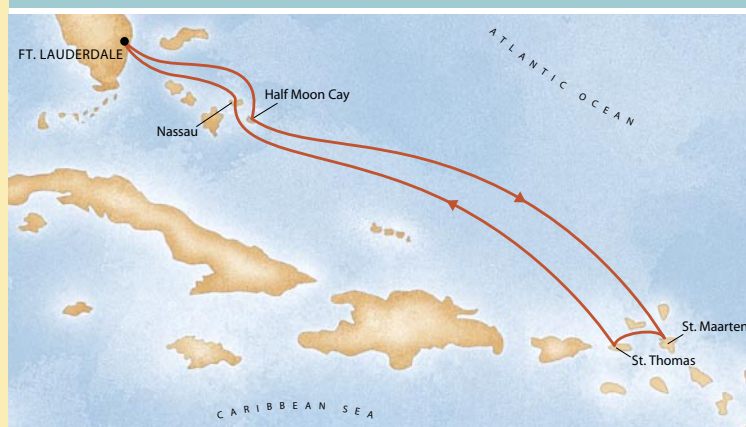 ATLANTIC OCEAN
FT. LAUDERDALE
Half Moon Cay
Nassau
St. Maarten
St. Thomas
CARIBBEAN SEA